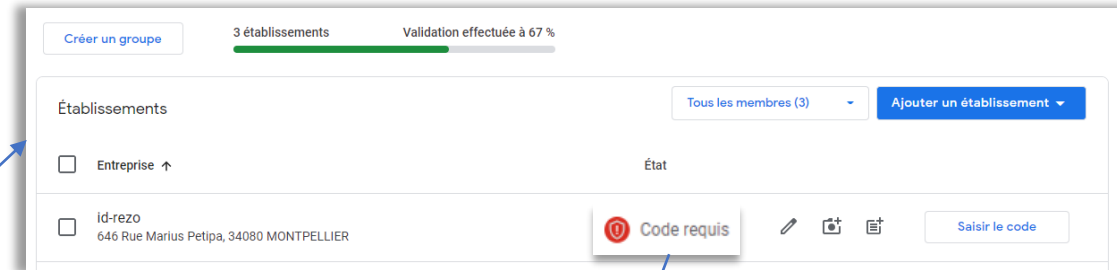 Créer un groupe
3 établissements Validation effectuée à 67 %
Établissements
Tous les membres (3)
Ajouter un établissement
Entreprise
État
id-rezo
646 Rue Marius Petipa, 34080 MONTPELLIER
Code requis
Saisir le code